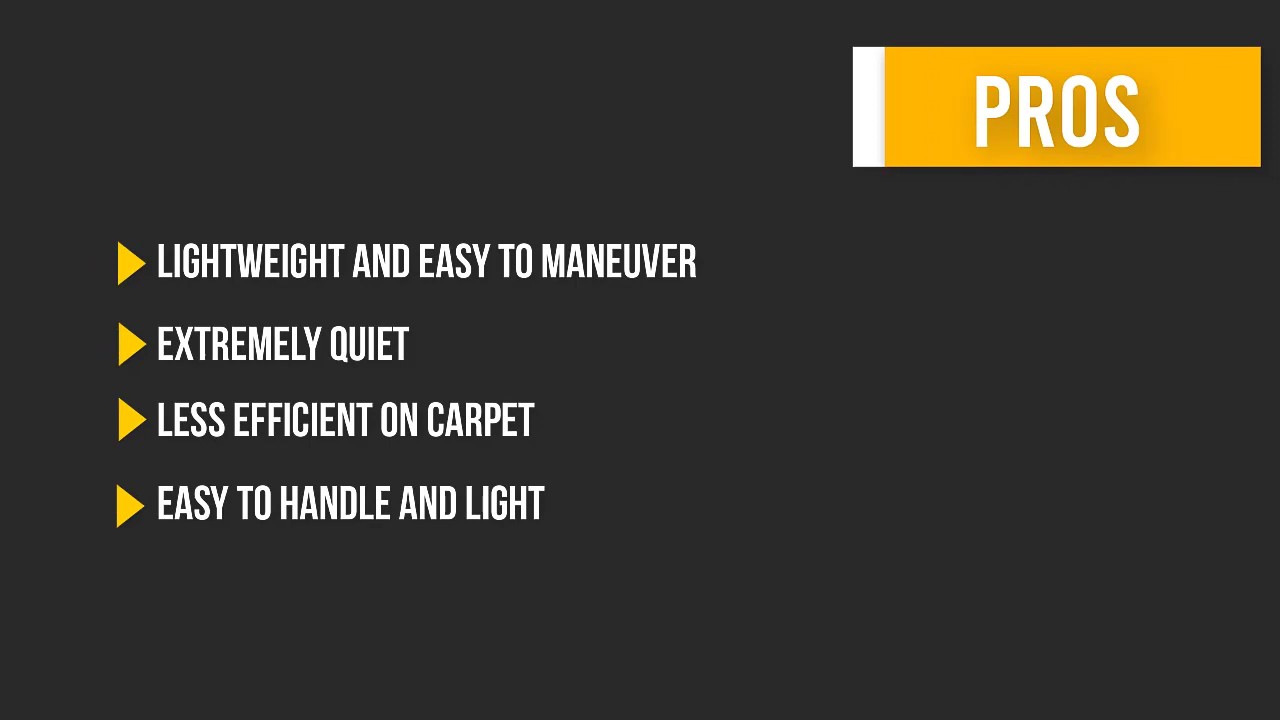 PROS
LIGHTWEIGHT AND EASY TO MANEUVER
EXTREMELY QUIET
LESS EFFICIENT ON CARPET
EASY TO HANDLE AND LIGHT